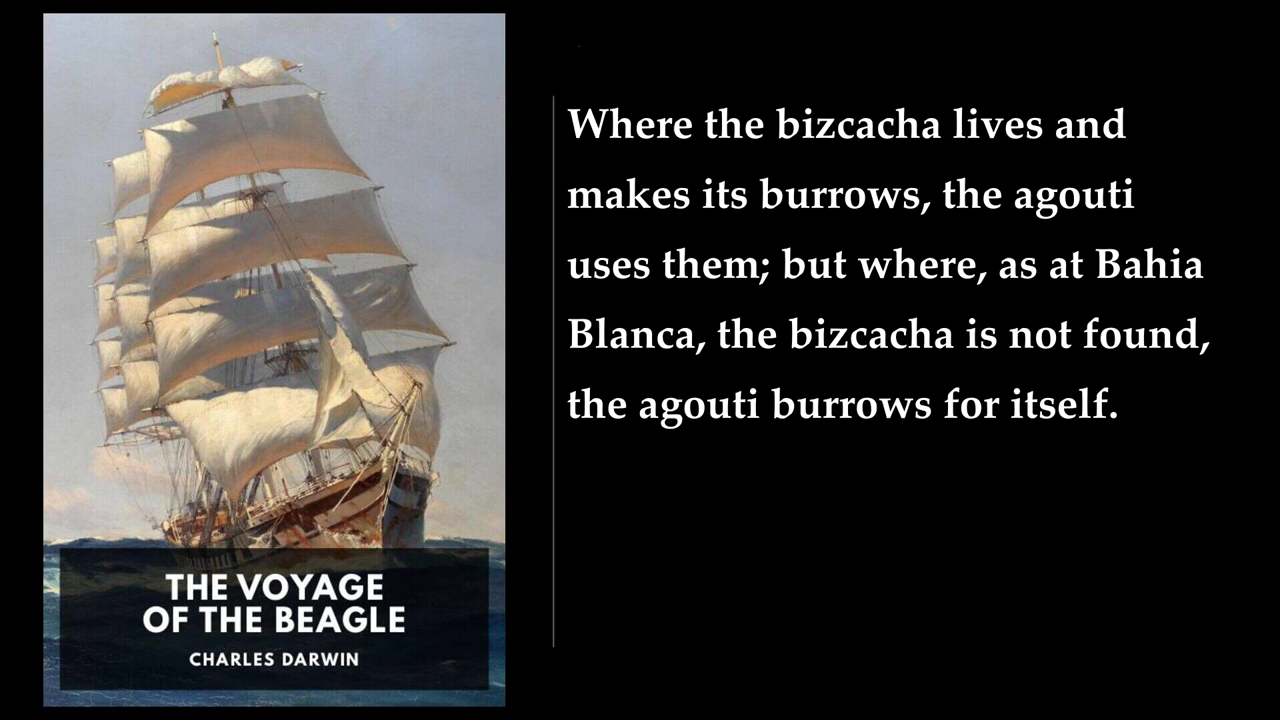 THE VOYAGE
OF THE BEAGLE
CHARLES DARWIN
Where the bizcacha lives and
makes its burrows, the agouti
uses them; but where, as at Bahia
Blanca, the bizcacha is not found,
the agouti burrows for itself.